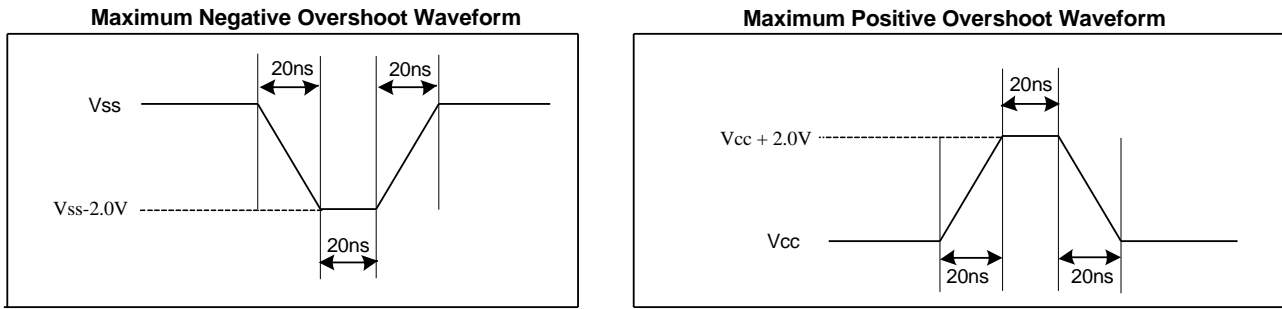 Maximum Negative Overshoot Waveform
20ns
20ns
Vss
Vss-2.0V
20ns
Maximum Positive Overshoot Waveform
20ns
Vcc + 2.0V
Vcc
20ns
20ns